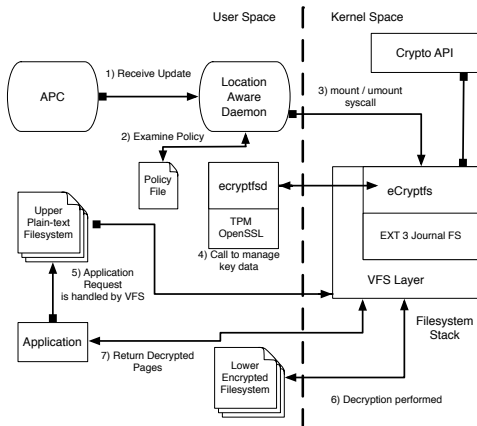 User Space
Kernel Space
Crypto API
1) Receive Update
APC
Location
Aware
Daemon
3) mount / umount
syscall
2) Examine Policy
Policy
File
ecryptfsd
TPM
OpenSSL
eCryptfs
EXT 3 Journal FS
VFS Layer
Upper
Plain-text
Filesystem
4) Call to manage
key data
5) Application
Request
is handled by VFS
Application
7) Return Decrypted
Pages
Filesystem
Stack
Lower
Encrypted
Filesystem
6) Decryption performed